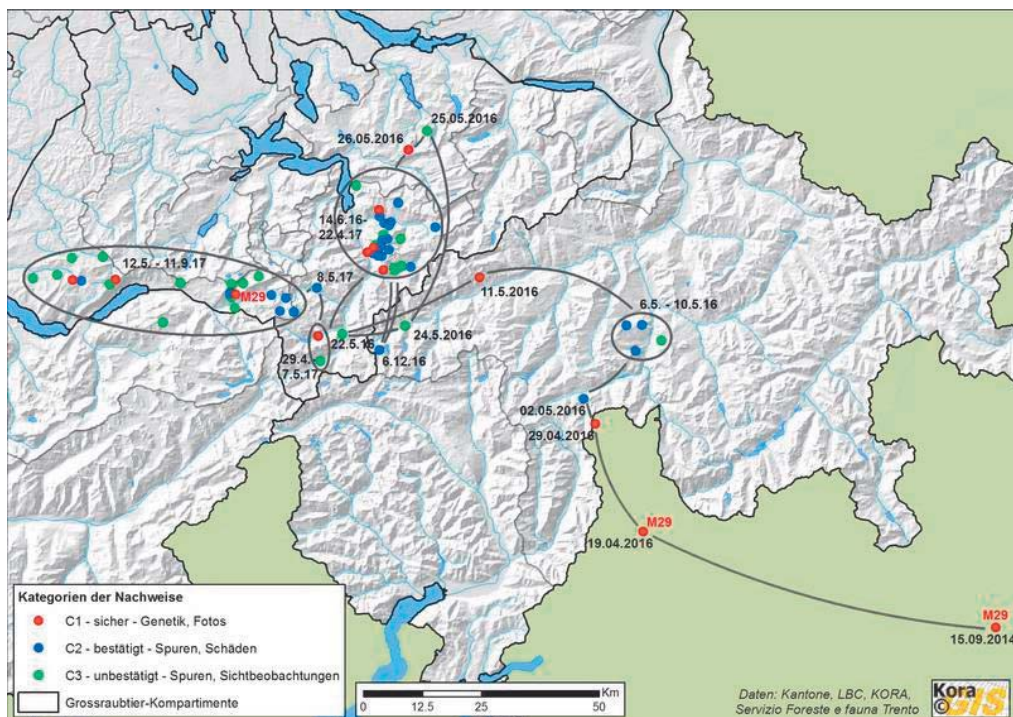 25.05.2016
26.05.2016
14.6.16-
22.4.17
12.5. - 11.9.17
8.5.17
M29
11.5.2016
6.5. - 10.5.16
24.5.2016
22.5.16
29.4. -
7.5.17
6.12.16
02.05.2016
29.04.2016
M29
19.04.2016
M29
15.09.2014
Kategorien der Nachweise
C1 - sicher - Genetik, Fotos
C2 - bestätigt - Spuren, Schäden
C3 - unbestätigt - Spuren, Sichtbeobachtungen
Grossraubtier-Kompartimente
Km
0 12.5 25 50
Daten: Kantone, LBC, KORA,
Servizio Foreste e fauna Trento
Kora
© GIS